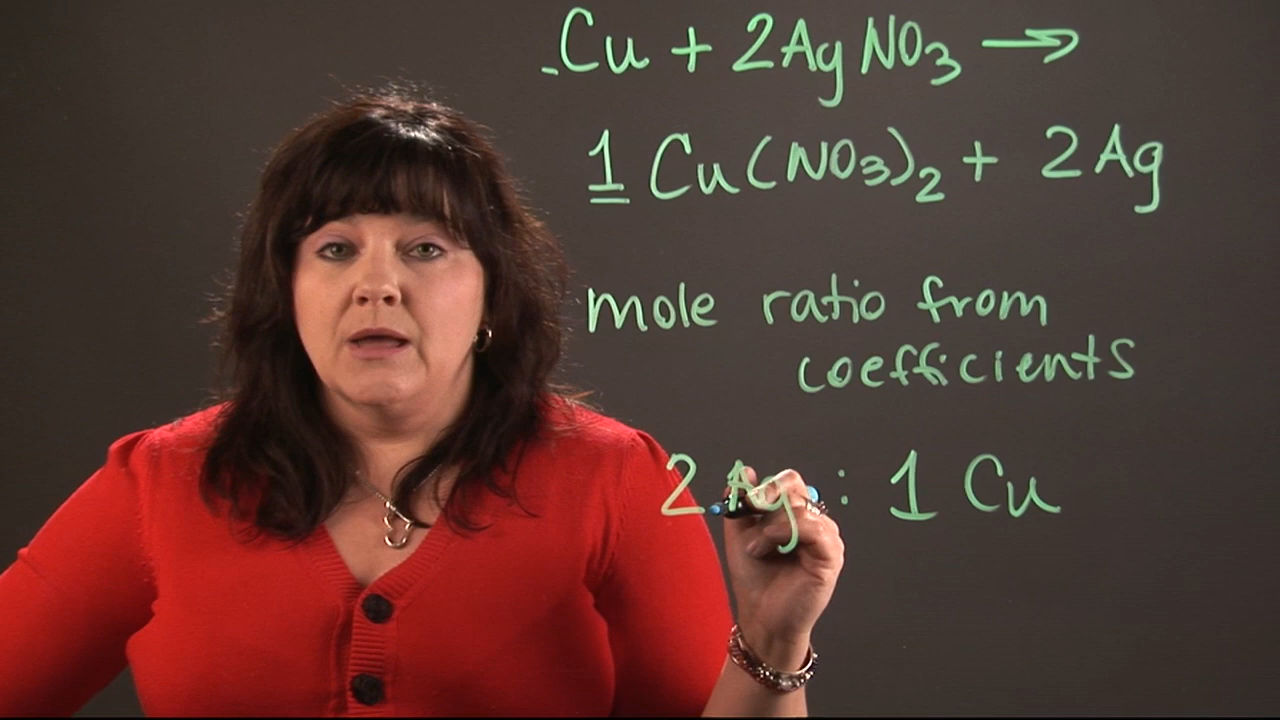 Cu + 2AgNO₃ →
1 Cu(NO₃)₂ + 2Ag
mole ratio from
coefficients
2 Ag : 1 Cu